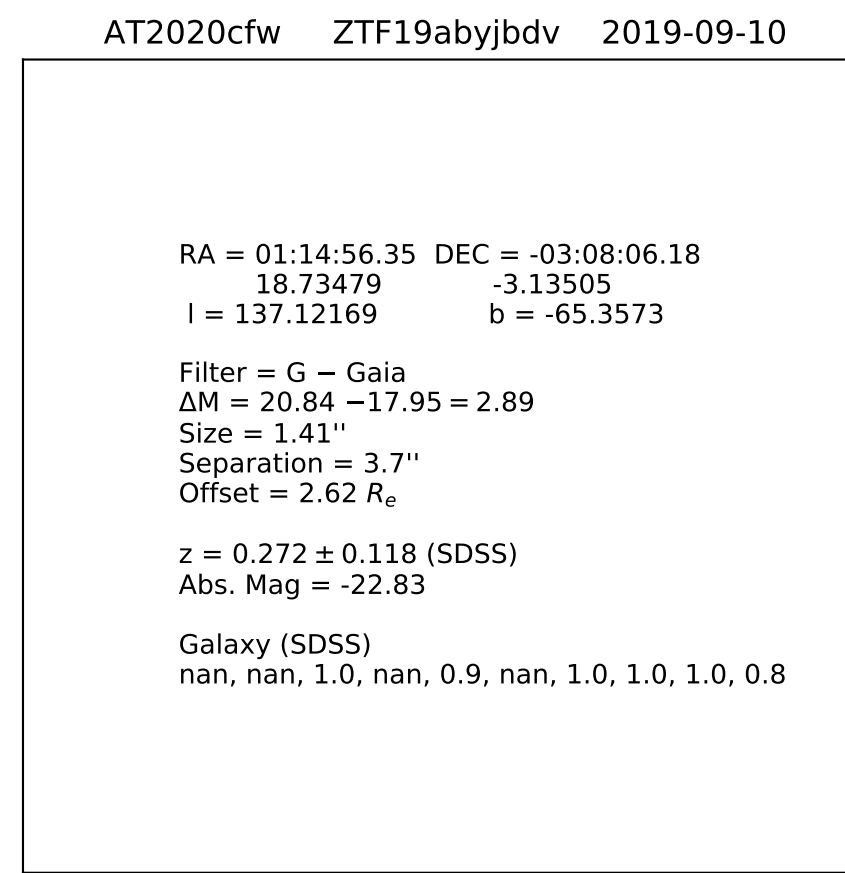 AT2020cfw ZTF19abyjbdv 2019-09-10
RA = 01:14:56.35 DEC = -03:08:06.18
18.73479 -3.13505
l = 137.12169 b = -65.3573
Filter = G − Gaia
ΔM = 20.84 −17.95 = 2.89
Size = 1.41''
Separation = 3.7''
Offset = 2.62 Re
z = 0.272 ± 0.118 (SDSS)
Abs. Mag = -22.83
Galaxy (SDSS)
nan, nan, 1.0, nan, 0.9, nan, 1.0, 1.0, 1.0, 0.8